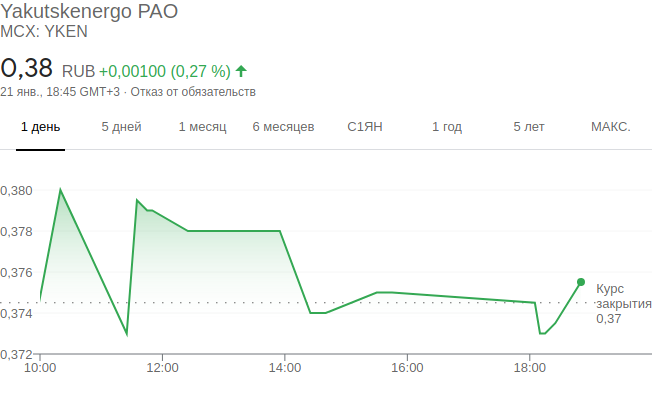 Yakutskenergo PAO
MCX: YKEN
0,38 RUB +0,00100 (0,27 %)
21 янв., 18:45 GMT+3 · Отказ от обязательств
1 день 5 дней 1 месяц 6 месяцев С1ЯН 1 год 5 лет МАКС.
0,380
0,378
0,376
Курс
закрытия
0,37
0,374
0,372
10:00 12:00 14:00 16:00 18:00